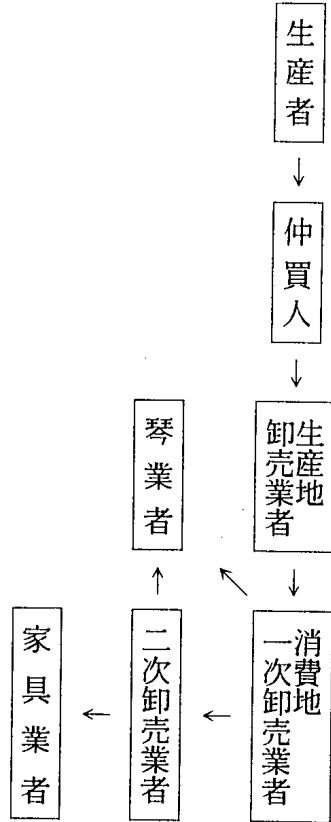 生産者
↓
仲買人
↓
生産地
卸売業者
↓
消費地
一次卸売業者
↙
←
琴業者
↑
二次卸売業者
←
家具業者